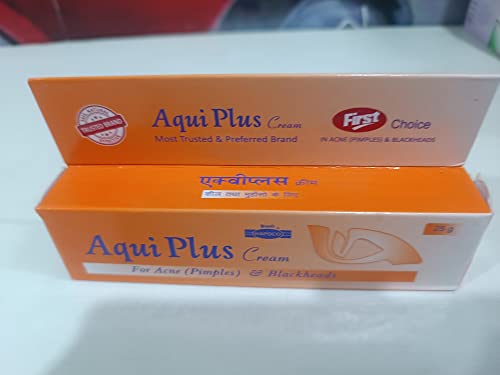 TRUSTED BRAND
Aqui Plus Cream
Most Trusted & Preferred Brand
First Choice
IN ACNE (PIMPLES) & BLACKHEADS
एक्वीप्लस क्रीम
कील तथा मुहाँसों के लिए
Aqui Plus Cream
25 g
For Acne (Pimples) & Blackheads